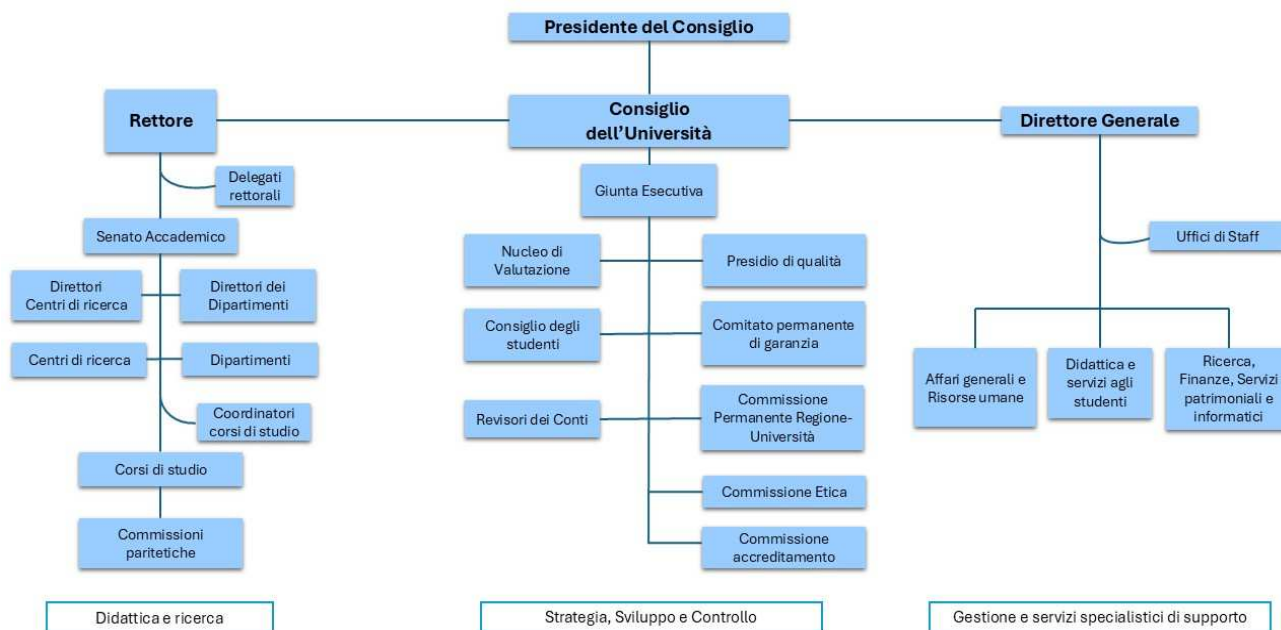 Presidente del Consiglio
Rettore
Consiglio
dell’Università
Direttore Generale
Delegati
rettorali
Senato Accademico
Direttori
Centri di ricerca
Direttori dei
Dipartimenti
Centri di ricerca
Dipartimenti
Coordinatori
corsi di studio
Corsi di studio
Commissioni
paritetiche
Giunta Esecutiva
Nucleo di
Valutazione
Presidio di qualità
Consiglio degli
studenti
Comitato permanente
di garanzia
Revisori dei Conti
Commissione
Permanente Regione-
Università
Commissione Etica
Commissione
accreditamento
Uffici di Staff
Affari generali e
Risorse umane
Didattica e
servizi agli
studenti
Ricerca,
Finanze, Servizi
patrimoniali e
informatici
Didattica e ricerca
Strategia, Sviluppo e Controllo
Gestione e servizi specialistici di supporto